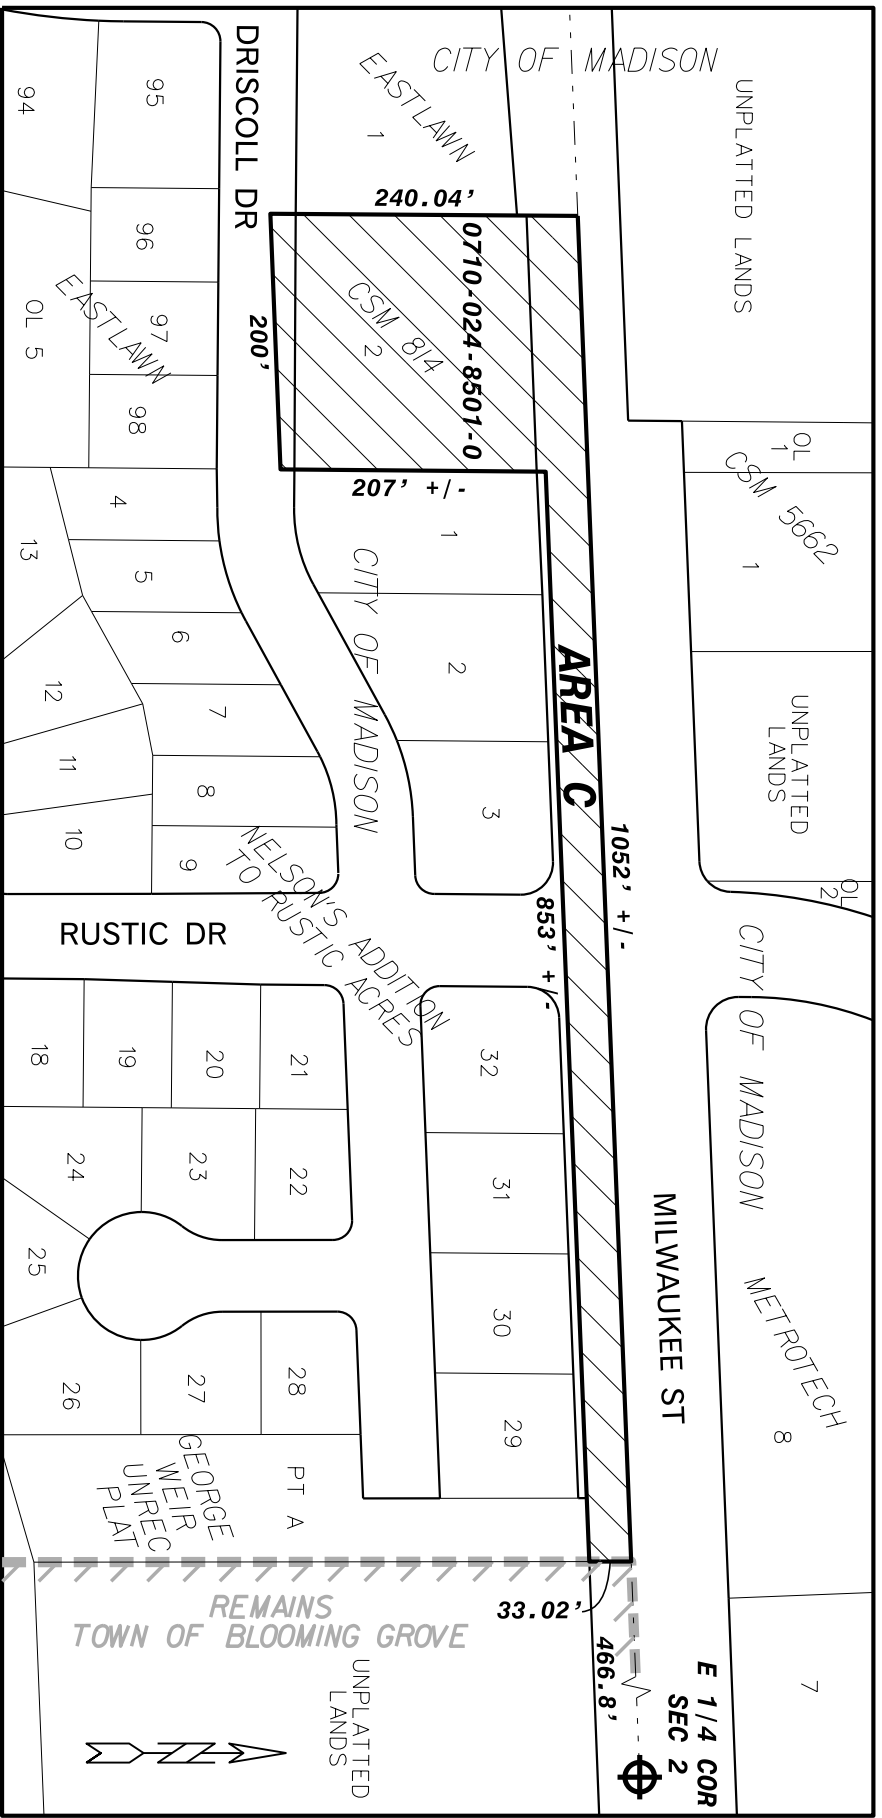 CITY OF MADISON
UNPLATTED LANDS
DRISCOLL DR
EASTLAWN
1
94
95
96
97
98
OL 5
EASTLAWN
240.04'
0710-024-8501-0
CSM 814
2
200'
207' +/-
OL
1
CSM 5662
1
UNPLATTED
LANDS
OL
2
4
5
6
7
8
9
13
12
11
10
1
2
3
CITY OF MADISON
AREA C
1052' +/-
853' +/-
NELSON'S ADDITION
TO RUSTIC ACRES
RUSTIC DR
CITY OF MADISON
18
19
20
21
22
23
24
25
26
27
28
32
31
30
29
MILWAUKEE ST
METROTECH
8
7
GEORGE
WEIR
UNREC
PLAT
PT A
REMAINS
TOWN OF BLOOMING GROVE
33.02'
466.8'
E 1/4 COR
SEC 2
UNPLATTED
LANDS
N